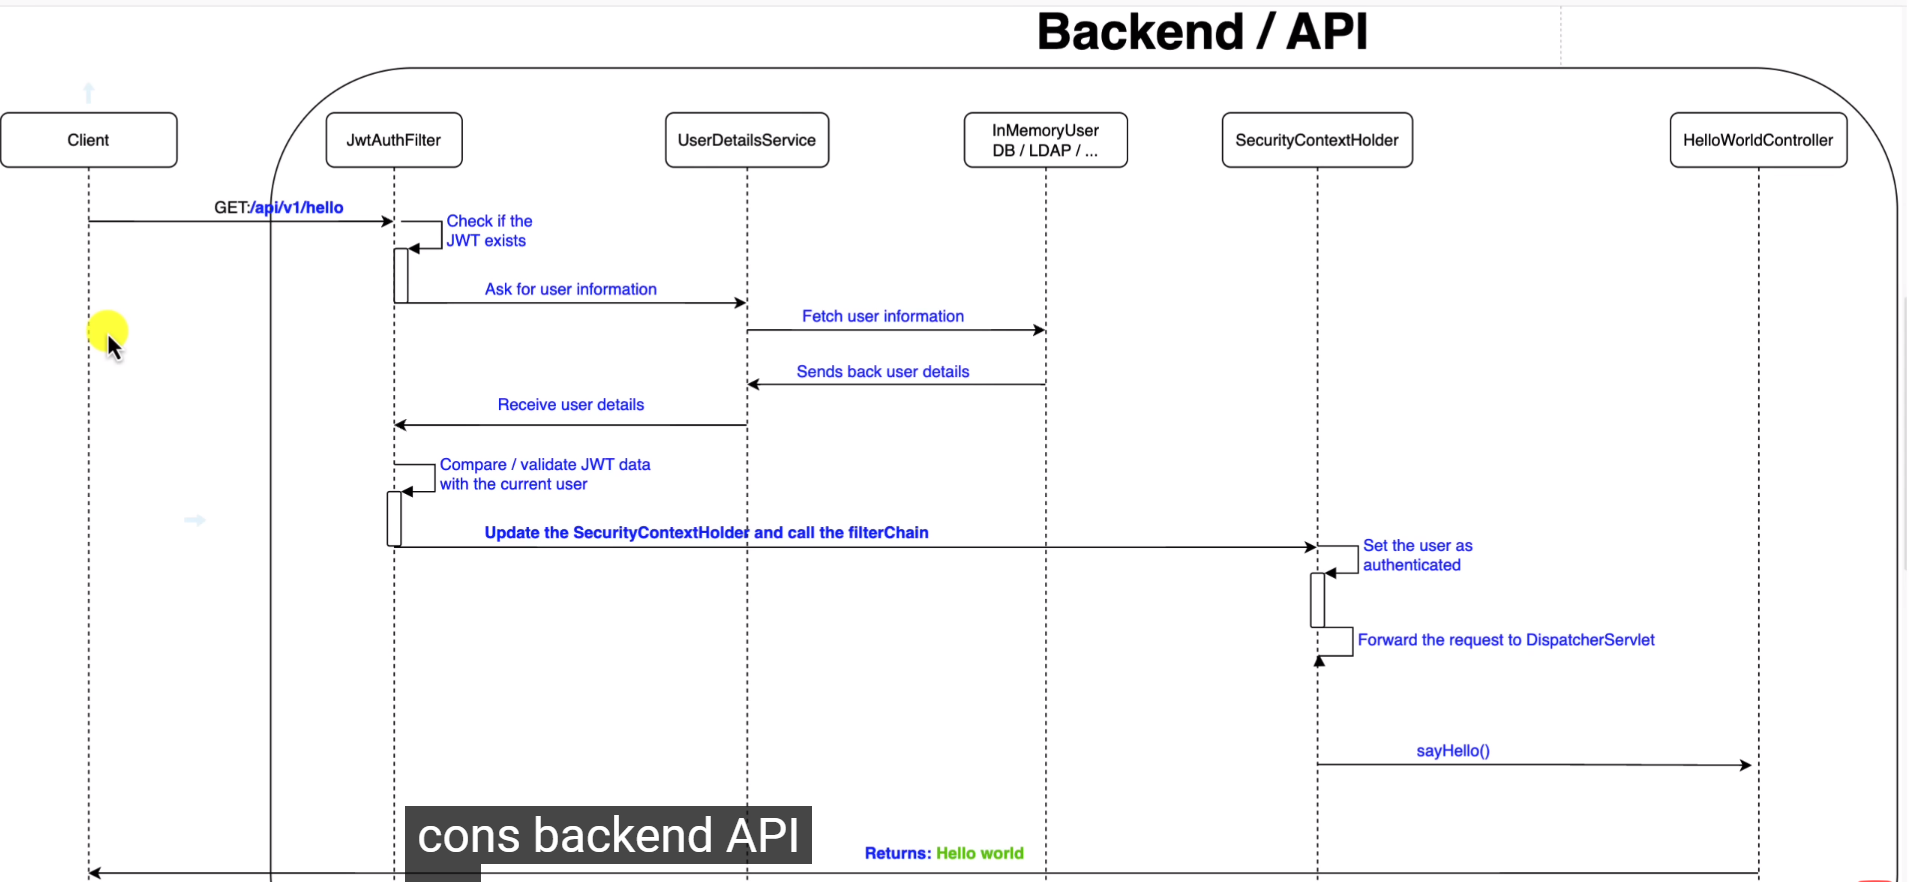 Backend / API
Client
JwtAuthFilter
UserDetailsService
InMemoryUser
DB / LDAP / ...
SecurityContextHolder
HelloWorldController
GET:/api/v1/hello
Check if the
JWT exists
Ask for user information
Fetch user information
Sends back user details
Receive user details
Compare / validate JWT data
with the current user
Update the SecurityContextHolder and call the filterChain
Set the user as
authenticated
Forward the request to DispatcherServlet
sayHello()
cons backend API
Returns: Hello world